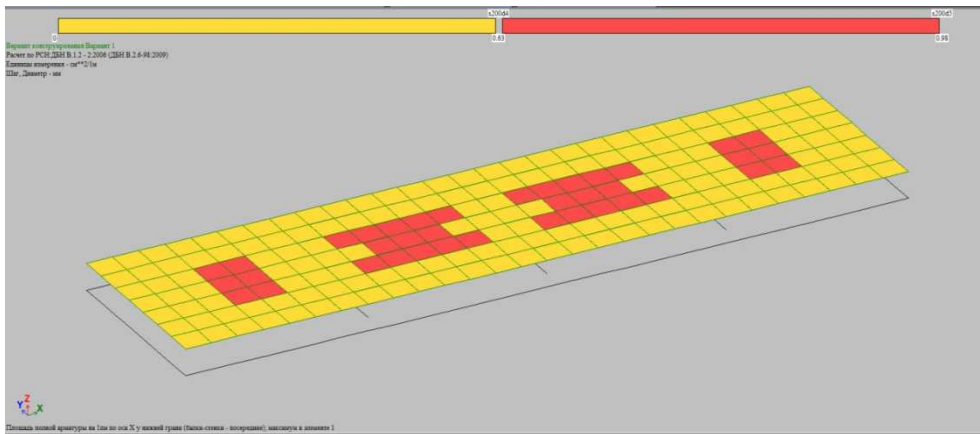 s200d4
s200d5
0
0.63
0.98
Вариант конструирования:Вариант 1
Расчет по РСН:ДБН В.1.2 - 2:2006 (ДБН В.2.6-98:2009)
Единицы измерения - см**2/1м
Шаг, Диаметр - мм
Z
Y
X
Площадь полной арматуры на 1пм по оси X у нижней грани (балки-стенки - посередине); максимум в элементе 1